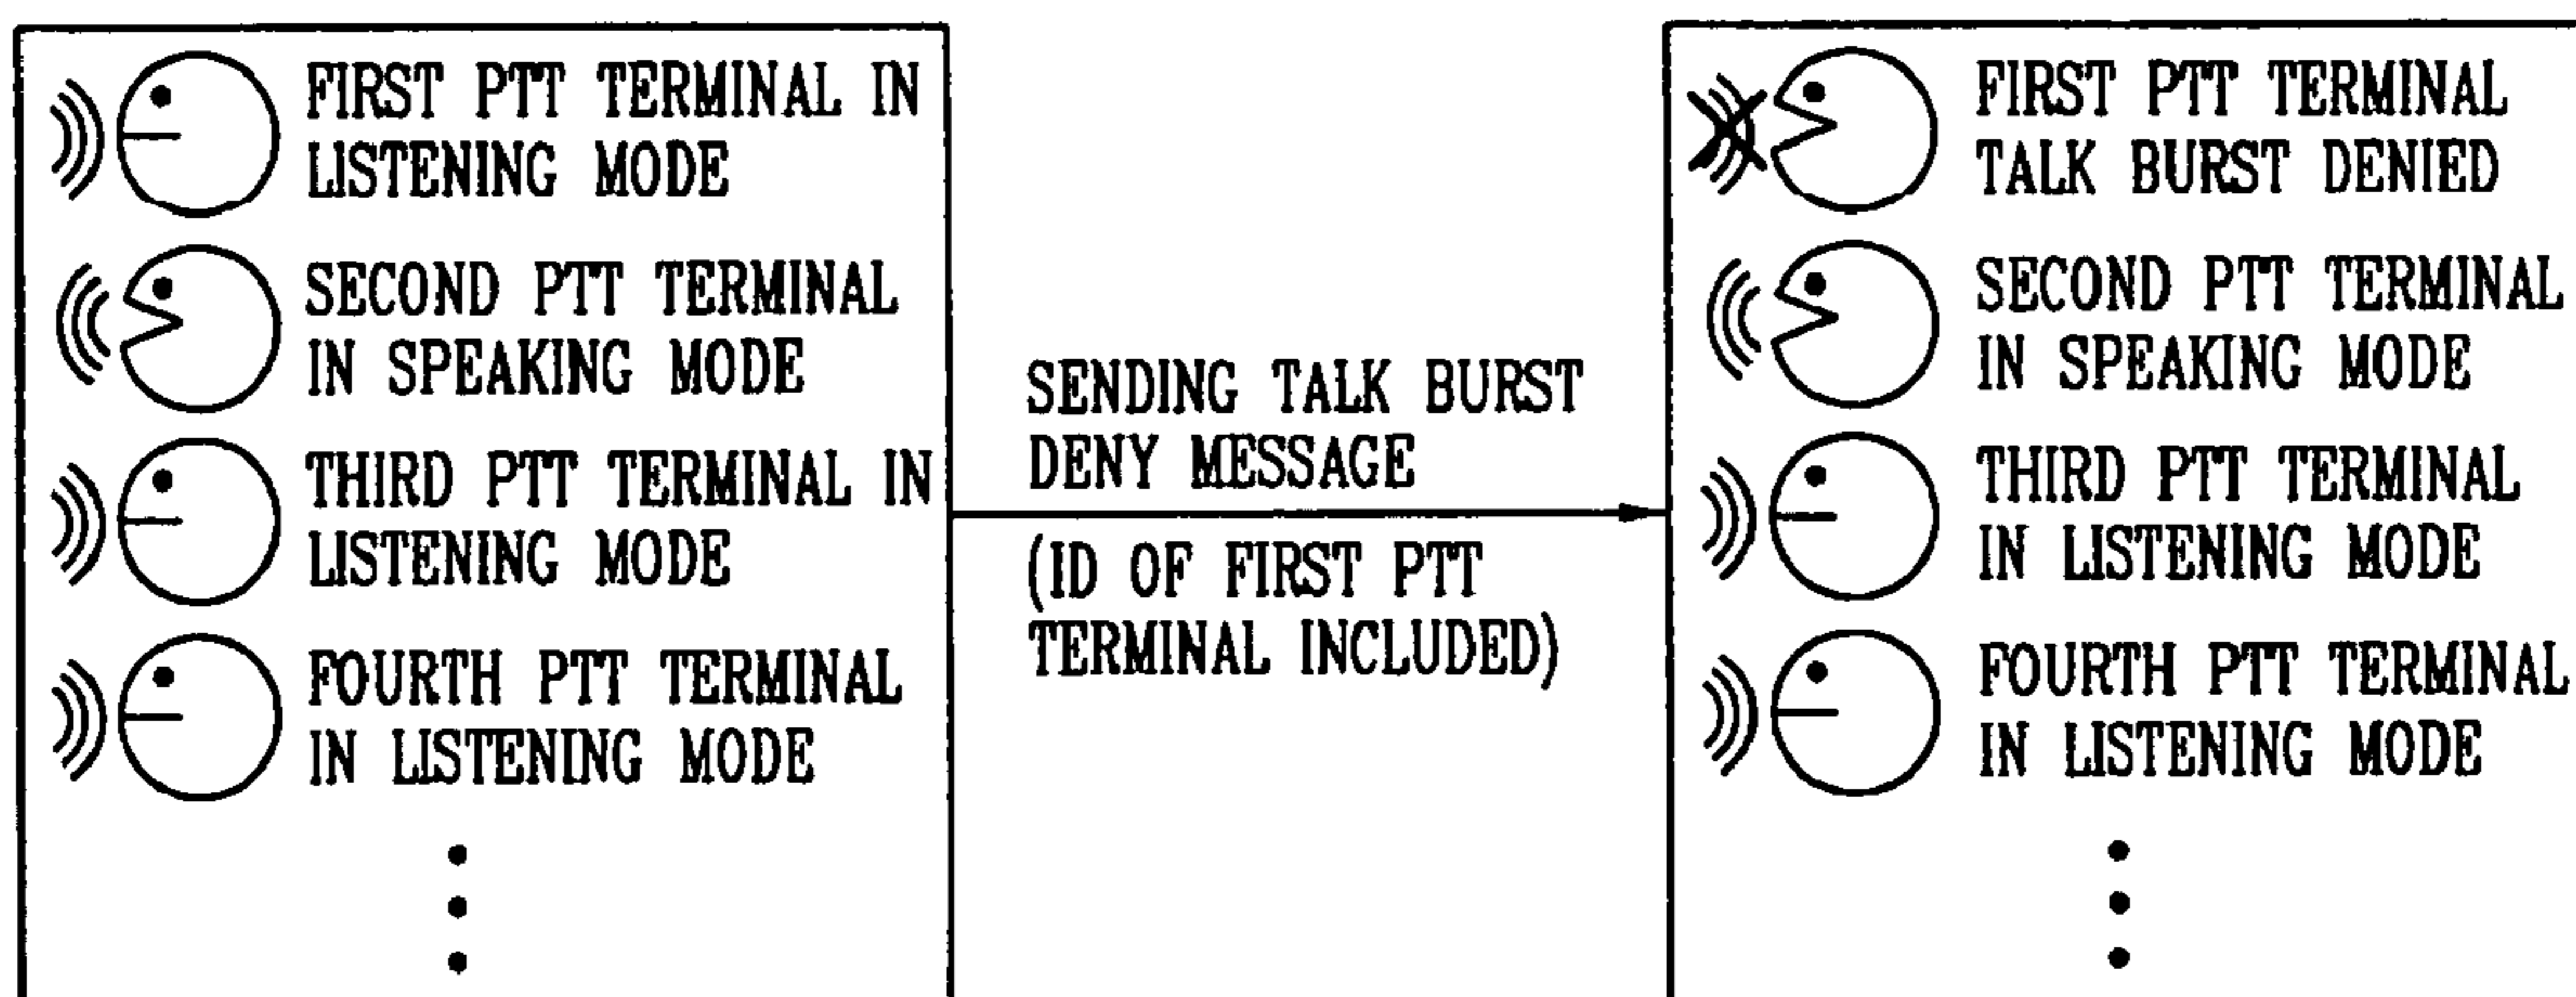 FIRST PTT TERMINAL IN
LISTENING MODE
SECOND PTT TERMINAL
IN SPEAKING MODE
THIRD PTT TERMINAL IN
LISTENING MODE
FOURTH PTT TERMINAL
IN LISTENING MODE
SENDING TALK BURST
DENY MESSAGE
(ID OF FIRST PTT
TERMINAL INCLUDED)
FIRST PTT TERMINAL
TALK BURST DENIED
SECOND PTT TERMINAL
IN SPEAKING MODE
THIRD PTT TERMINAL
IN LISTENING MODE
FOURTH PTT TERMINAL
IN LISTENING MODE